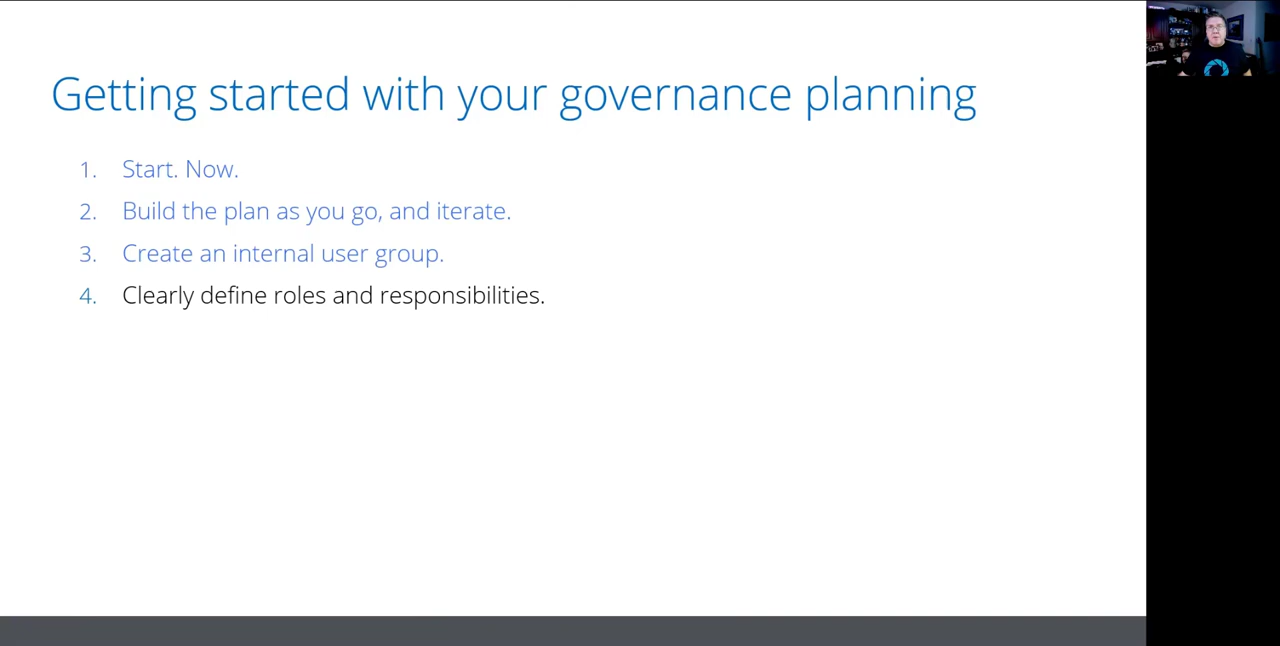 Getting started with your governance planning
1. Start. Now.
2. Build the plan as you go, and iterate.
3. Create an internal user group.
4. Clearly define roles and responsibilities.